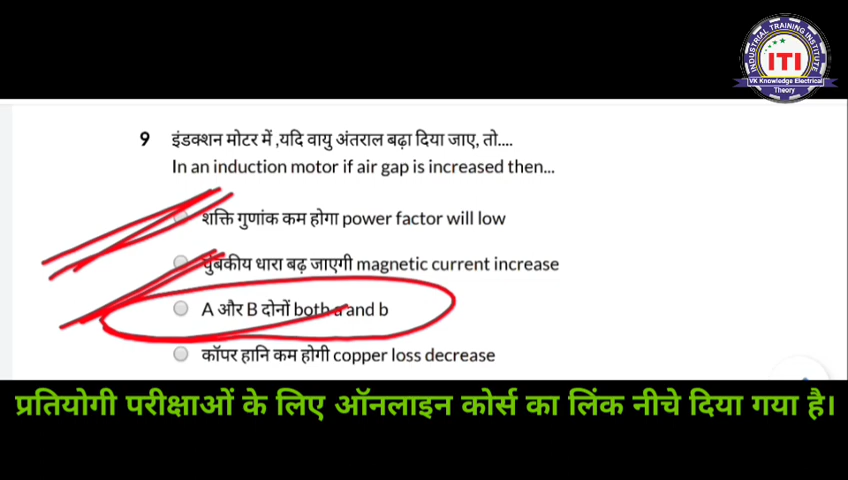 INDUSTRIAL TRAINING INSTITUTE
ITI
VK Knowledge Electrical
Theory
9 इंडक्शन मोटर में ,यदि वायु अंतराल बढ़ा दिया जाए, तो....
In an induction motor if air gap is increased then...
शक्ति गुणांक कम होगा power factor will low
चुंबकीय धारा बढ़ जाएगी magnetic current increase
A और B दोनों both a and b
कॉपर हानि कम होगी copper loss decrease
प्रतियोगी परीक्षाओं के लिए ऑनलाइन कोर्स का लिंक नीचे दिया गया है।